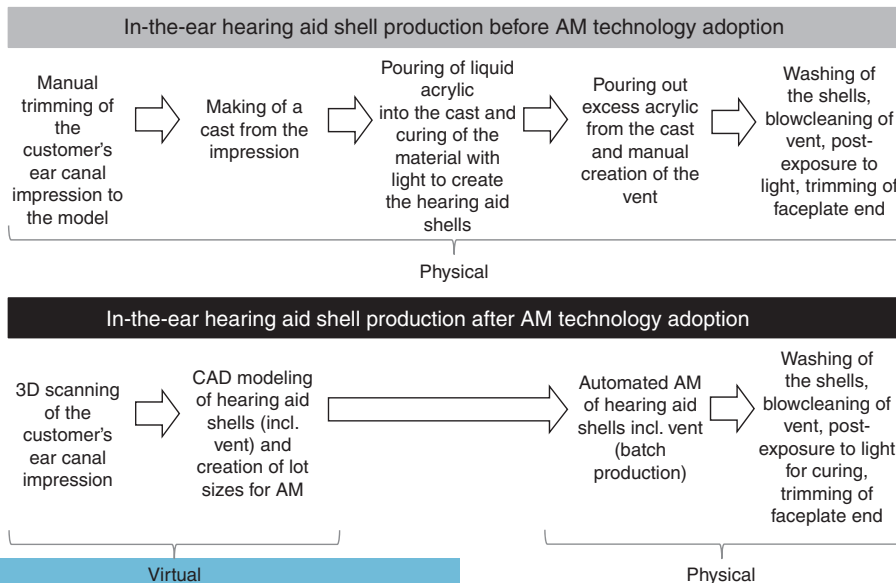 In-the-ear hearing aid shell production before AM technology adoption
Manual
trimming of
the
customer's
ear canal
impression to
the model
Making of a
cast from the
impression
Pouring of liquid
acrylic
into the cast and
curing of the
material with
light to create
the hearing aid
shells
Pouring out
excess acrylic
from the cast
and manual
creation of the
vent
Washing of
the shells,
blowcleaning of
vent, post-
exposure to
light, trimming of
faceplate end
Physical
In-the-ear hearing aid shell production after AM technology adoption
3D scanning
of the
customer's
ear canal
impression
CAD modeling
of hearing aid
shells (incl.
vent) and
creation of lot
sizes for AM
Automated AM
of hearing aid
shells incl. vent
(batch
production)
Washing of
the shells,
blowcleaning of
vent, post-
exposure to light
for curing,
trimming of
faceplate end
Virtual
Physical